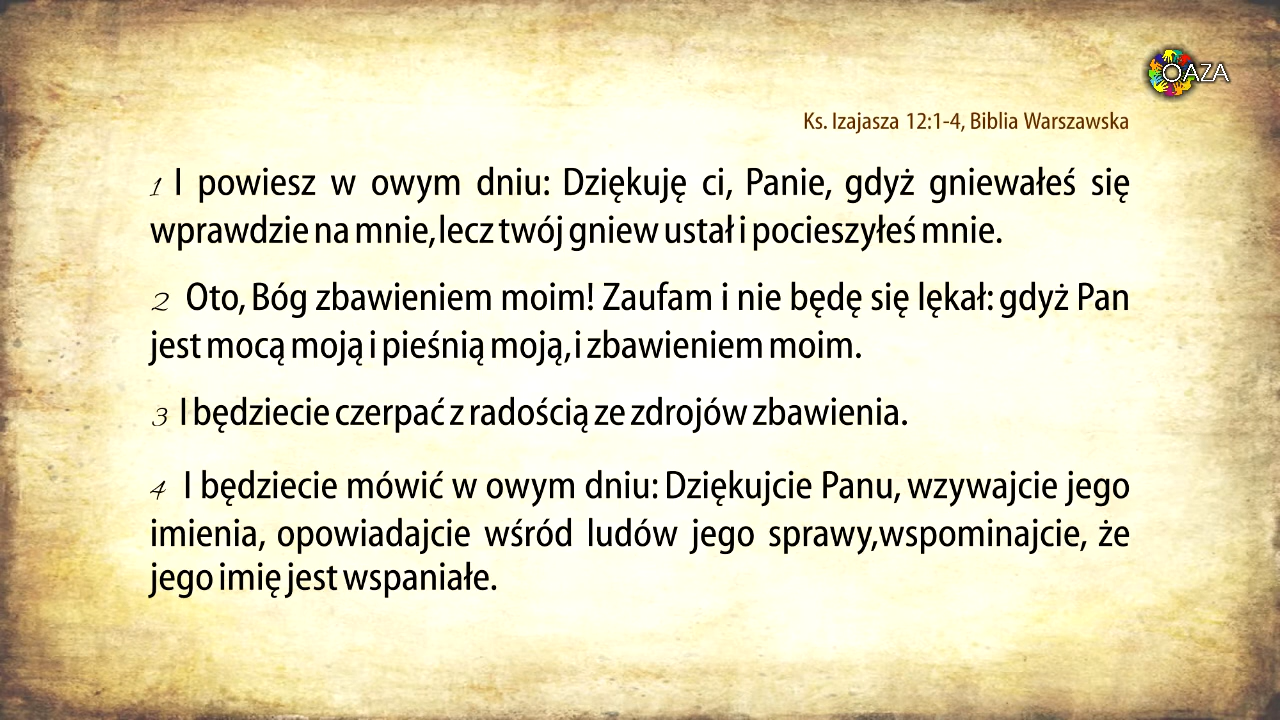 OAZA
Ks. Izajasza 12:1-4, Biblia Warszawska
1 I powiesz w owym dniu: Dziękuję ci, Panie, gdyż gniewałeś się
wprawdzie na mnie, lecz twój gniew ustał i pocieszyłeś mnie.
2 Oto, Bóg zbawieniem moim! Zaufam i nie będę się lękał: gdyż Pan
jest mocą moją i pieśnią moją, i zbawieniem moim.
3 I będziecie czerpać z radością ze zdrojów zbawienia.
4 I będziecie mówić w owym dniu: Dziękujcie Panu, wzywajcie jego
imienia, opowiadajcie wśród ludów jego sprawy,wspominajcie, że
jego imię jest wspaniałe.